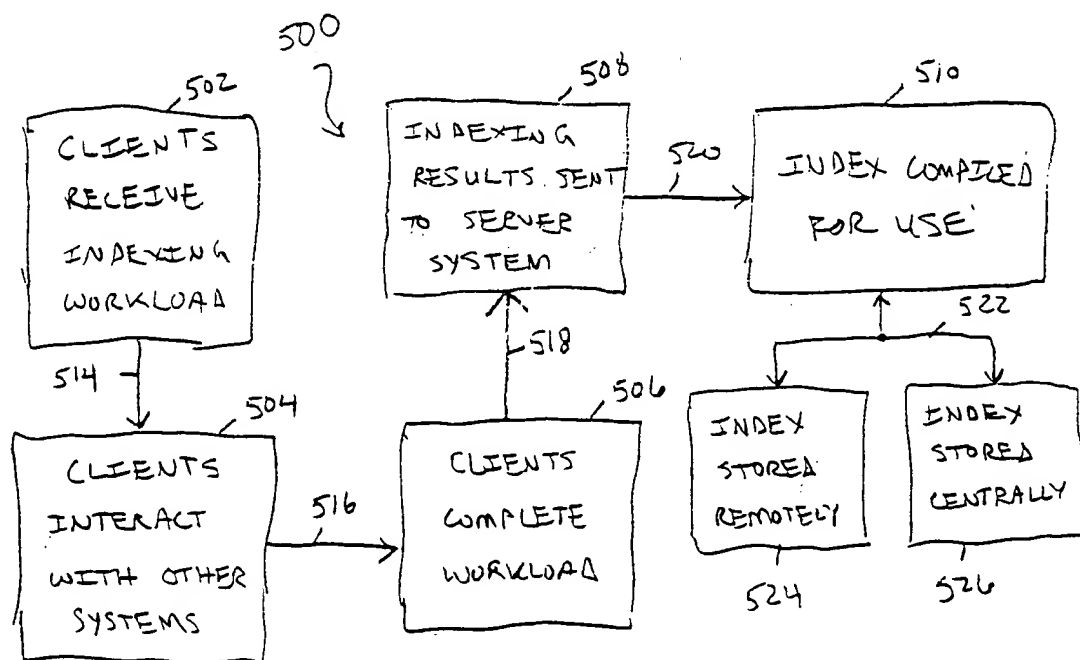 500
502
CLIENTS
RECEIVE
INDEXING
WORKLOAD
514
504
CLIENTS
INTERACT
WITH OTHER
SYSTEMS
516
506
CLIENTS
COMPLETE
WORKLOAD
518
508
INDEXING
RESULTS SENT
TO SERVER
SYSTEM
520
510
INDEX COMPILED
FOR USE
522
INDEX
STORED
REMOTELY
524
INDEX
STORED
CENTRALLY
526